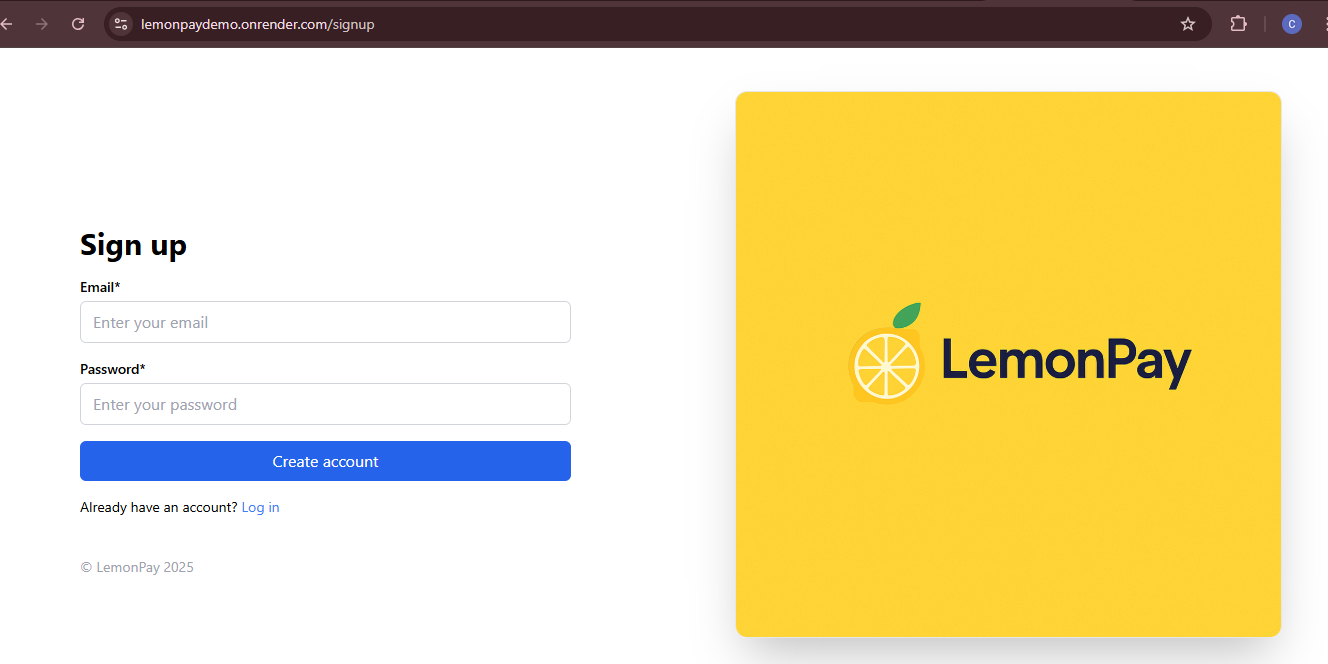 lemonpaydemo.onrender.com/signup
C
Sign up
Email*
Enter your email
Password*
Enter your password
Create account
Already have an account? Log in
© LemonPay 2025
LemonPay